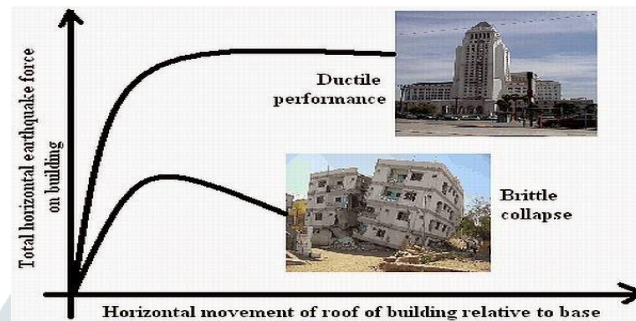 Total horizontal earthquake force
on building
Ductile
performance
Brittle
collapse
Horizontal movement of roof of building relative to base